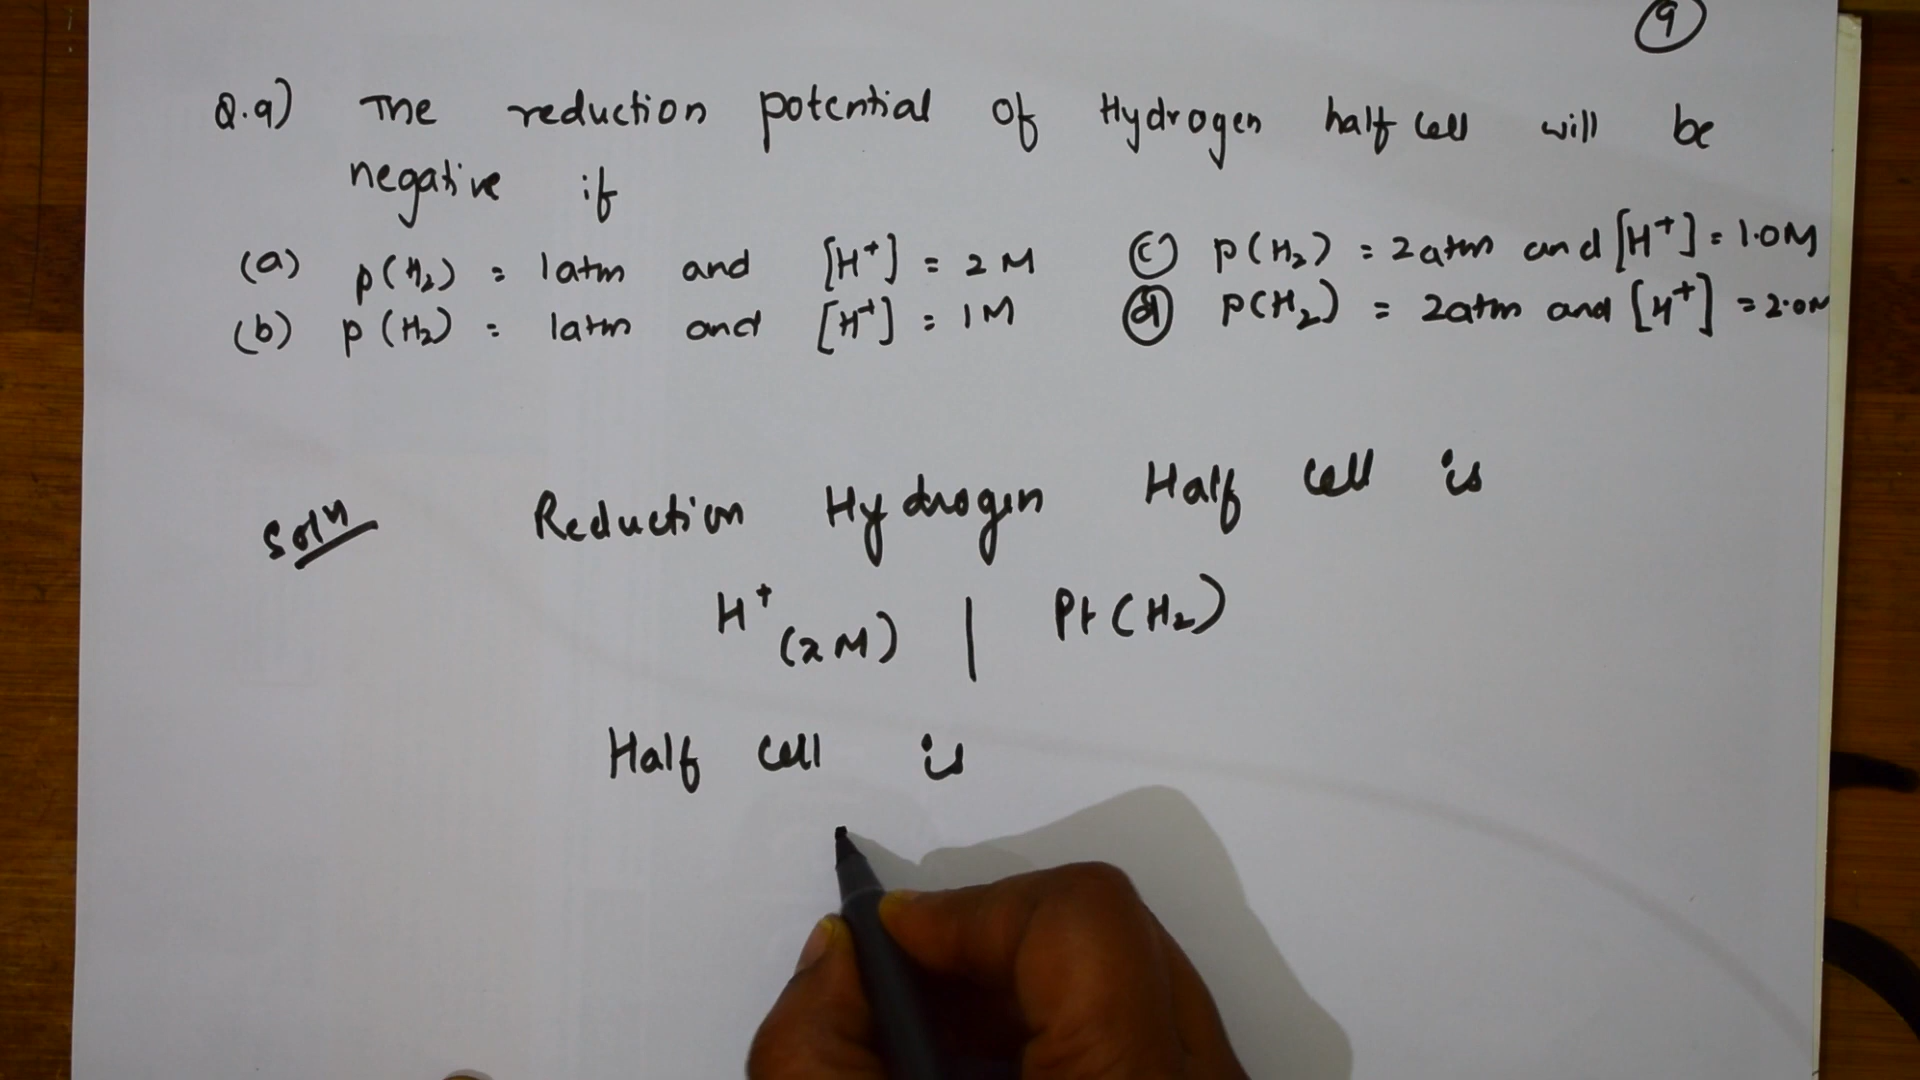 9
Q.9) The reduction potential of Hydrogen half cell will be
negative if
(a) p(H₂) = 1atm and [H⁺] = 2 M
(b) p(H₂) = 1atm and [H⁺] = 1M
(c) p(H₂) = 2atm and [H⁺] = 1.0M
(d) p(H₂) = 2atm and [H⁺] = 2.0M
Solⁿ Reduction Hydrogen Half cell is
H⁺(xM) | Pt(H₂)
Half cell is